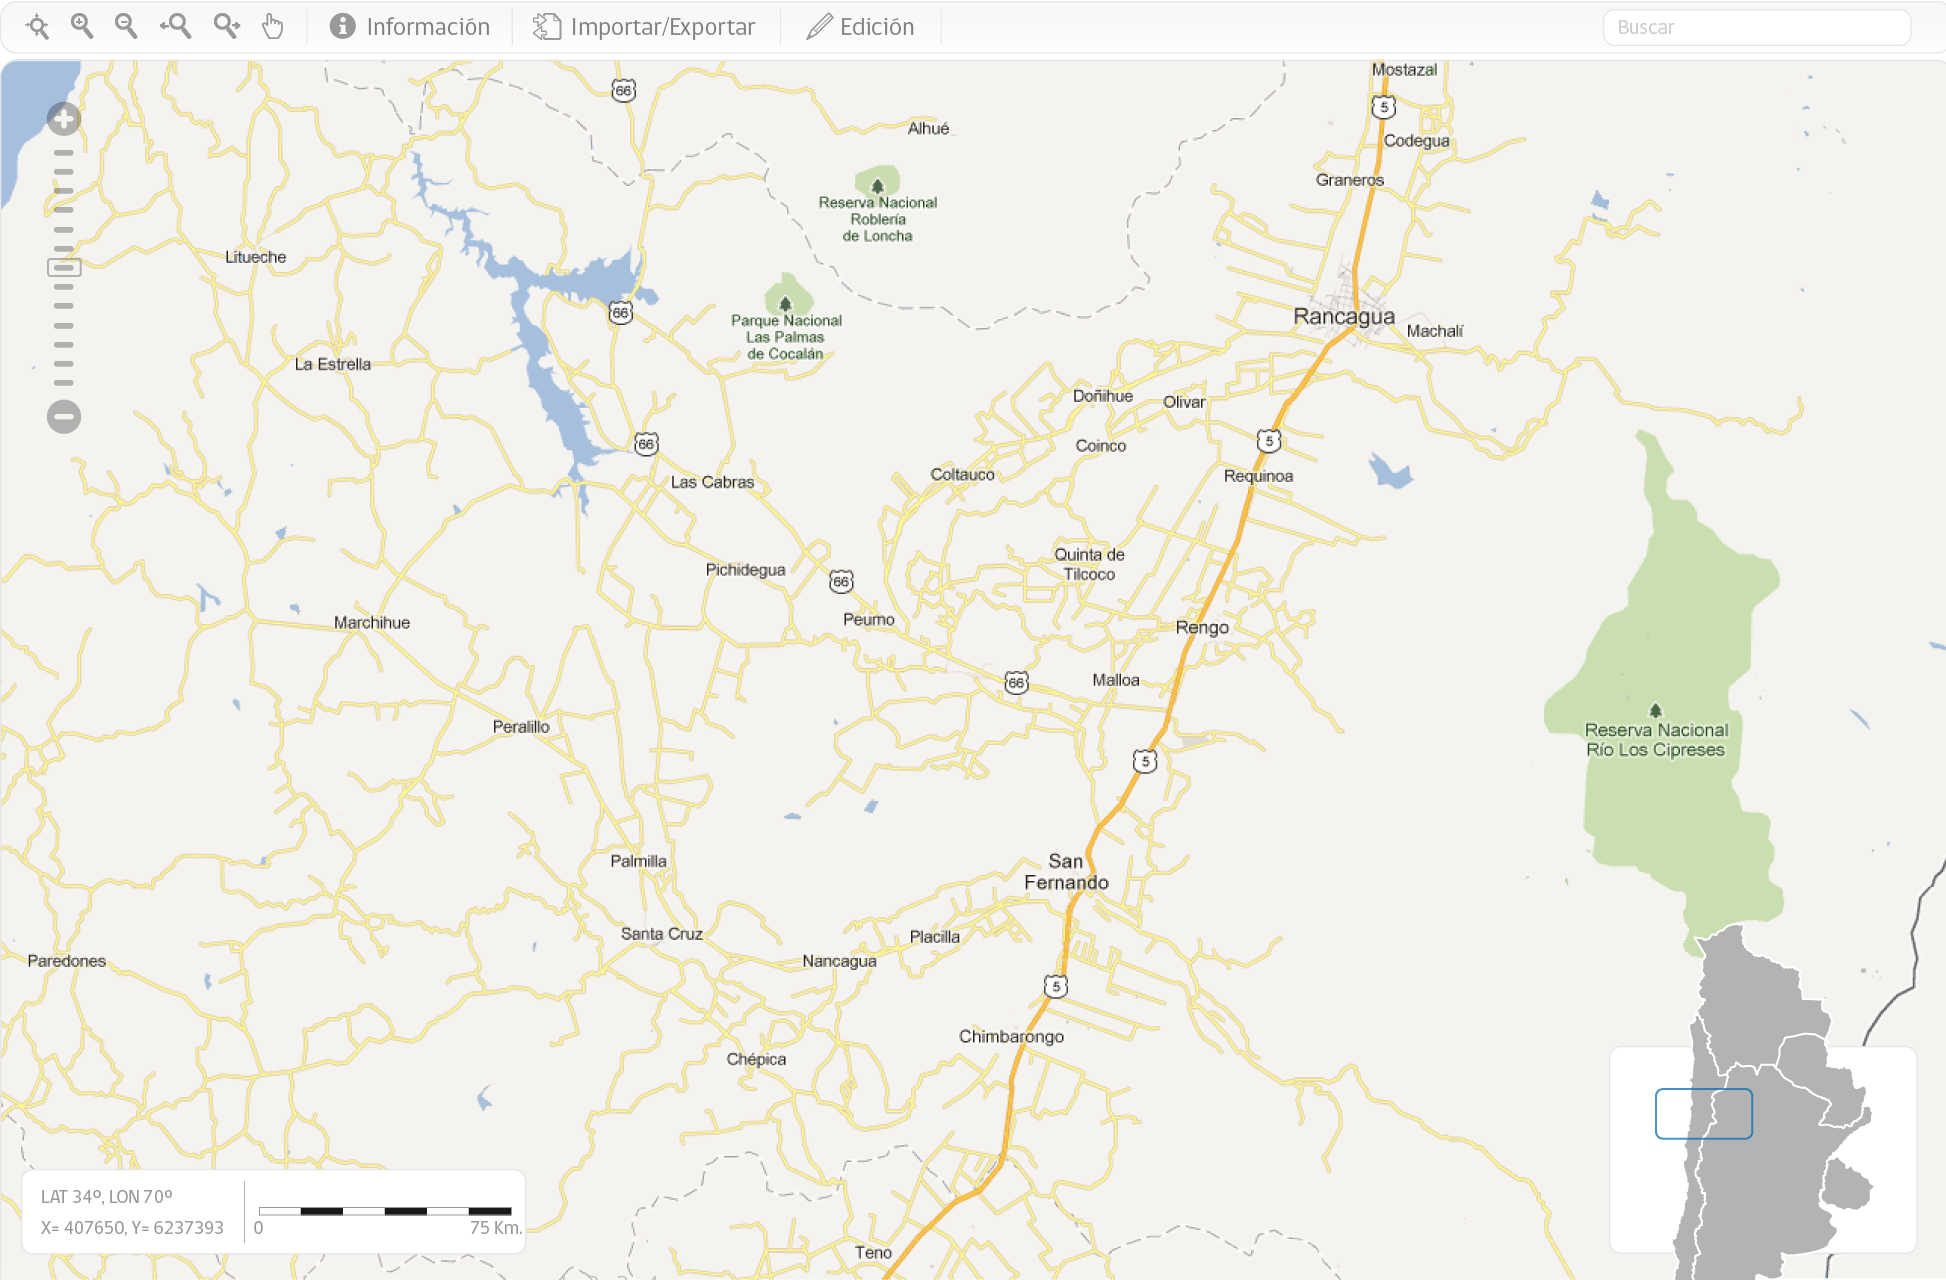 Información
Importar/Exportar
Edición
Buscar
Mostazal
66
5
Alhué
Codegua
Graneros
Reserva Nacional
Roblería
de Loncha
Litueche
66
Parque Nacional
Las Palmas
de Cocalán
Rancagua
Machalí
La Estrella
Doñihue
Olivar
66
5
Coinco
Las Cabras
Coltauco
Requinoa
Quinta de
Tilcoco
Pichidegua
66
Peumo
Marchihue
Rengo
66
Malloa
Peralillo
Reserva Nacional
Río Los Cipreses
5
Palmilla
San
Fernando
Santa Cruz
Placilla
Paredones
Nancagua
5
Chimbarongo
Chépica
LAT 34º, LON 70º
X= 407650, Y= 6237393
0
75 Km.
Teno